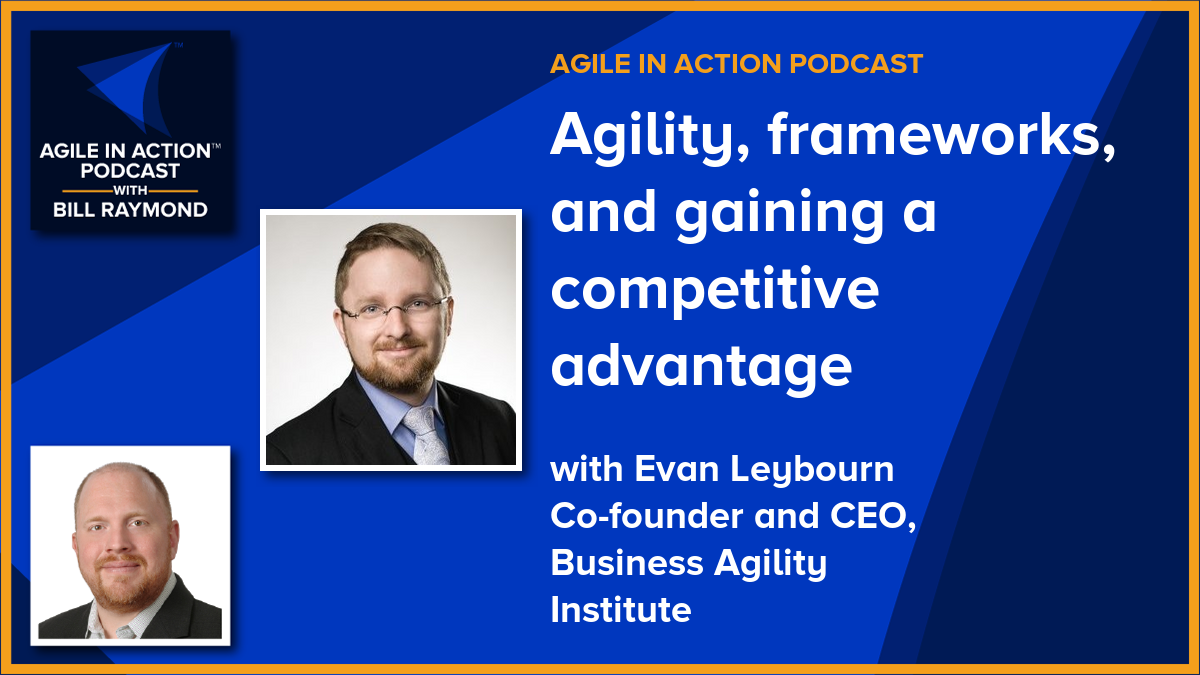 AGILE IN ACTION™
PODCAST
WITH
BILL RAYMOND
AGILE IN ACTION PODCAST
Agility, frameworks,
and gaining a
competitive
advantage
with Evan Leybourn
Co-founder and CEO,
Business Agility
Institute